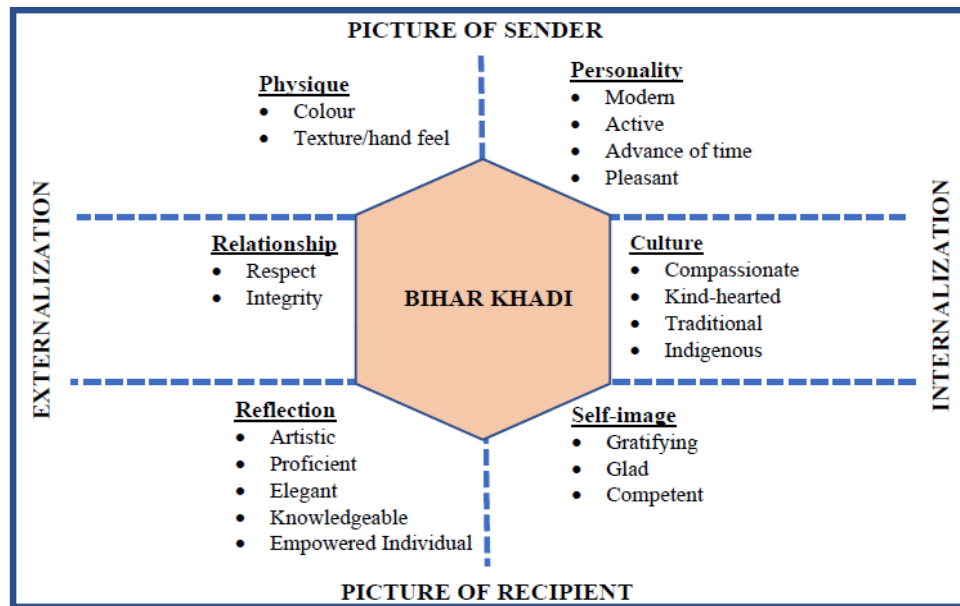 PICTURE OF SENDER
Physique
• Colour
• Texture/hand feel
Personality
• Modern
• Active
• Advance of time
• Pleasant
EXTERNALIZATION
Relationship
• Respect
• Integrity
BIHAR KHADI
Culture
• Compassionate
• Kind-hearted
• Traditional
• Indigenous
INTERNALIZATION
Reflection
• Artistic
• Proficient
• Elegant
• Knowledgeable
• Empowered Individual
Self-image
• Gratifying
• Glad
• Competent
PICTURE OF RECIPIENT